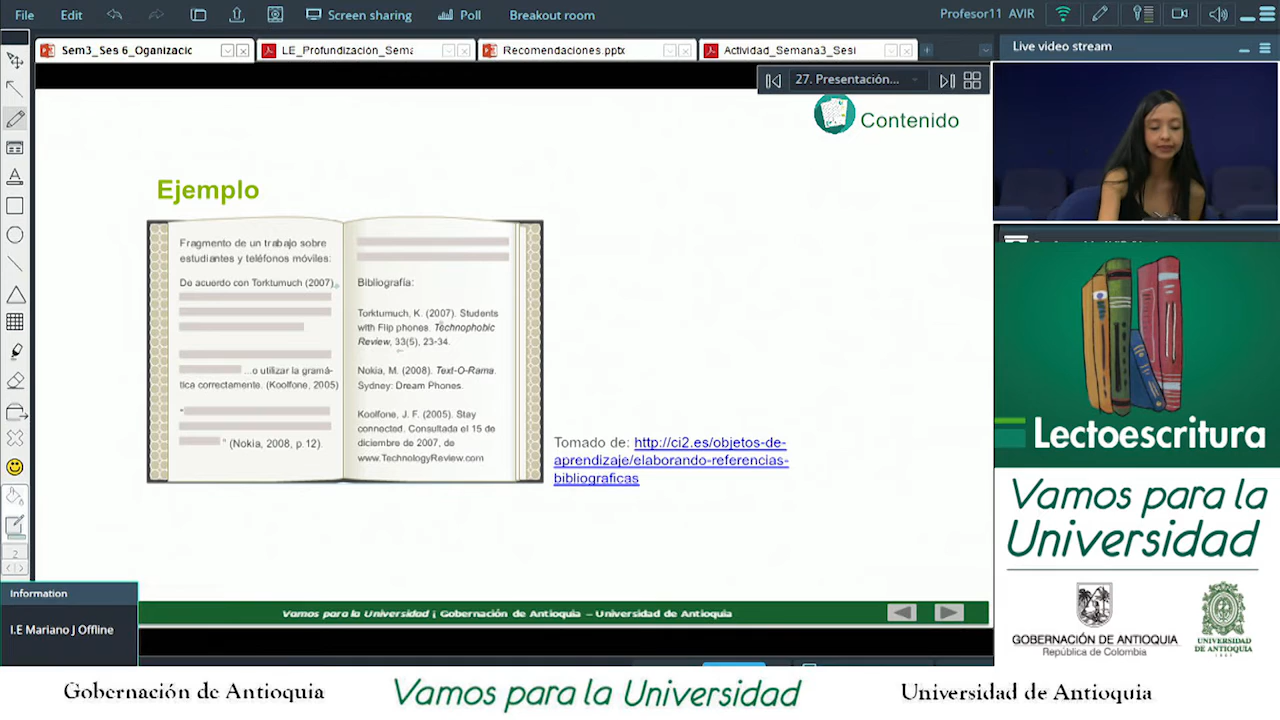 File Edit Screen sharing Poll Breakout room Profesor11 AVIR
Sem3_Ses 6_Oganizacic LE_Profundización_Sema Recomendaciones.pptx Actividad_Semana3_Sesi
Live video stream
27. Presentación...
Contenido
Ejemplo
Fragmento de un trabajo sobre
estudiantes y teléfonos móviles:
De acuerdo con Torktumuch (2007)
...o utilizar la gramá-
tica correctamente. (Koolfone, 2005)
"
" (Nokia, 2008, p.12).
Bibliografía:
Torktumuch, K. (2007). Students
with Flip phones. Technophobic
Review, 33(5), 23-34.
Nokia, M. (2008). Text-O-Rama.
Sydney: Dream Phones.
Koolfone, J. F. (2005). Stay
connected. Consultada el 15 de
diciembre de 2007, de
www.TechnologyReview.com
Tomado de: http://ci2.es/objetos-de-
aprendizaje/elaborando-referencias-
bibliograficas
2
Information
I.E Mariano J Offline
Vamos para la Universidad ¡ Gobernación de Antioquia – Universidad de Antioquia
Lectoescritura
Vamos para la
Universidad
GOBERNACIÓN DE ANTIOQUIA
República de Colombia
UNIVERSIDAD
DE ANTIOQUIA
1803
Gobernación de Antioquia Vamos para la Universidad Universidad de Antioquia